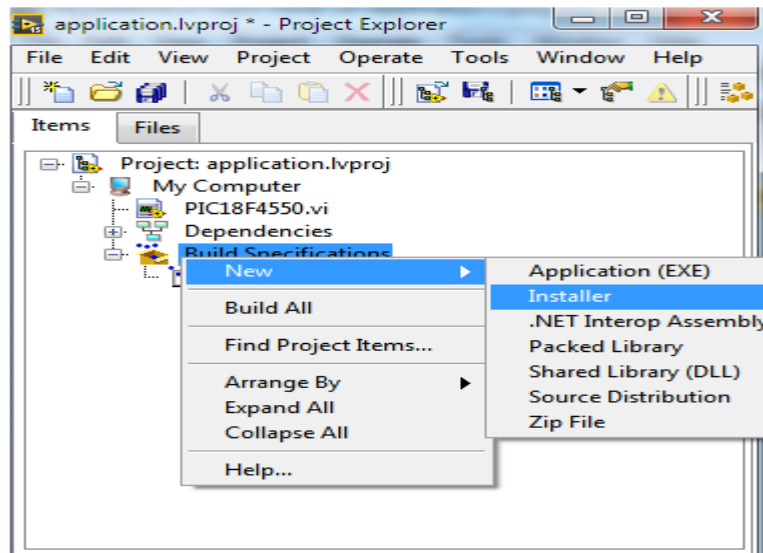 application.lvproj * - Project Explorer
File Edit View Project Operate Tools Window Help
Items Files
Project: application.lvproj
My Computer
PIC18F4550.vi
Dependencies
Build Specifications
New
Build All
Find Project Items...
Arrange By
Expand All
Collapse All
Help...
Application (EXE)
Installer
.NET Interop Assembly
Packed Library
Shared Library (DLL)
Source Distribution
Zip File